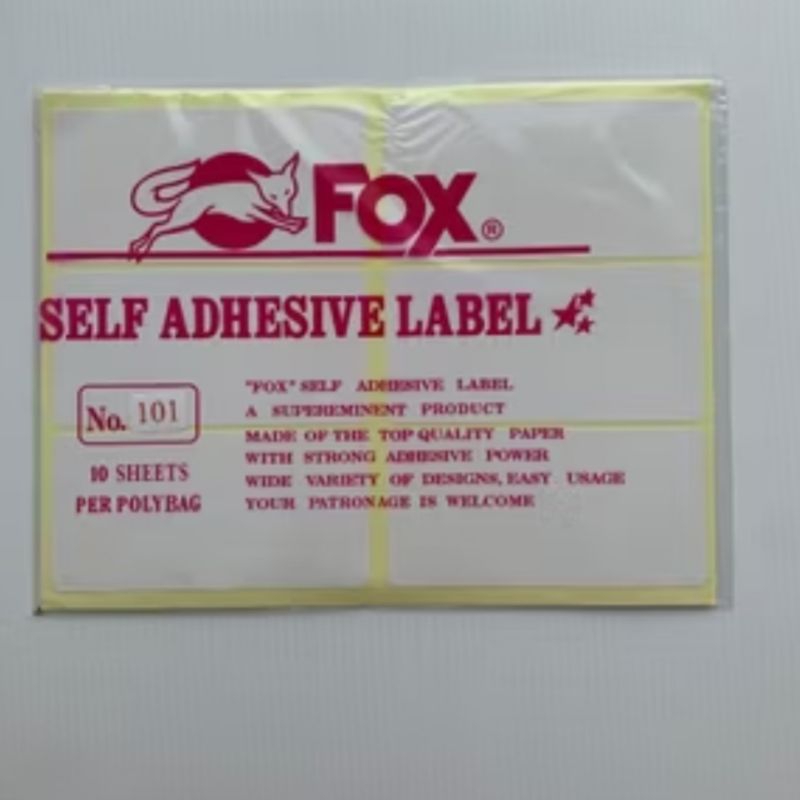 FOX®
SELF ADHESIVE LABEL
No. 101
10 SHEETS
PER POLYBAG
"FOX" SELF ADHESIVE LABEL
A SUPEREMINENT PRODUCT
MADE OF THE TOP QUALITY PAPER
WITH STRONG ADHESIVE POWER
WIDE VARIETY OF DESIGNS, EASY USAGE
YOUR PATRONAGE IS WELCOME